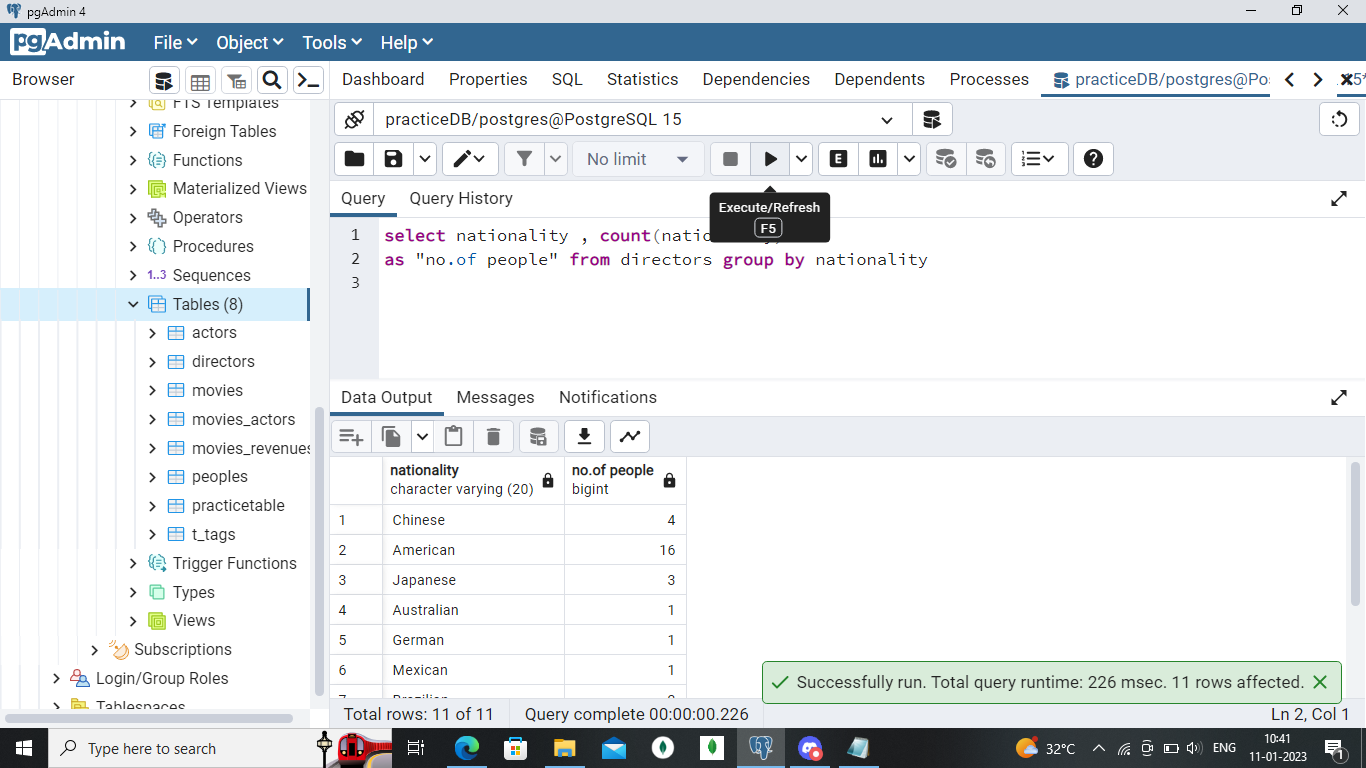 pgAdmin 4
pgAdmin File Object Tools Help
Browser
Dashboard Properties SQL Statistics Dependencies Dependents Processes practiceDB/postgres@Po
FTS Templates
Foreign Tables
Functions
Materialized Views
Operators
Procedures
1..3 Sequences
Tables (8)
actors
directors
movies
movies_actors
movies_revenues
peoples
practicetable
t_tags
Trigger Functions
Types
Views
Subscriptions
Login/Group Roles
Tablespaces
practiceDB/postgres@PostgreSQL 15
No limit
E
Query Query History
Execute/Refresh
F5
1 select nationality , count(natio
2 as "no.of people" from directors group by nationality
3
Data Output Messages Notifications
nationality no.of people
character varying (20) bigint
1 Chinese 4
2 American 16
3 Japanese 3
4 Australian 1
5 German 1
6 Mexican 1
Successfully run. Total query runtime: 226 msec. 11 rows affected.
Total rows: 11 of 11 Query complete 00:00:00.226 Ln 2, Col 1
Type here to search
32°C ENG 10:41
11-01-2023
1